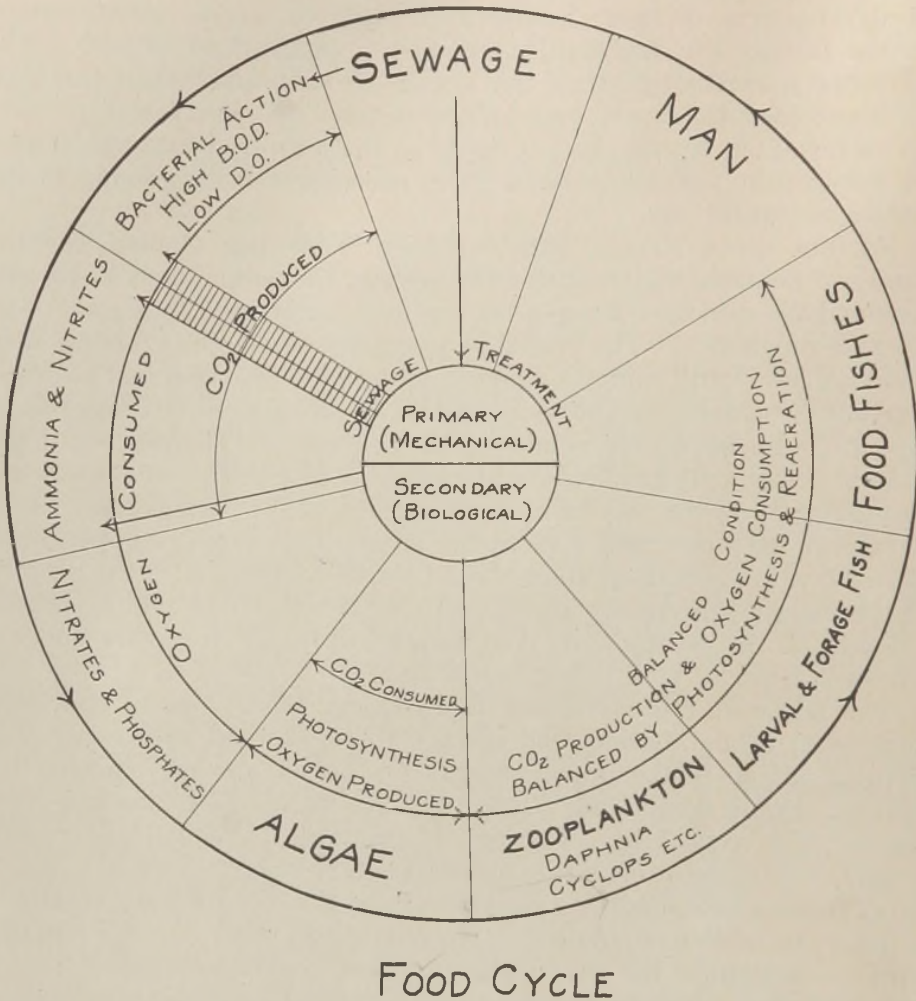 SEWAGE
MAN
FOOD FISHES
LARVAL & FORAGE FISH
ZOOPLANKTON
DAPHNIA
CYCLOPS ETC.
ALGAE
NITRATES & PHOSPHATES
AMMONIA & NITRITES
BACTERIAL ACTION
HIGH B.O.D.
LOW D.O.
CO2 PRODUCED
OXYGEN CONSUMED
SEWAGE TREATMENT
PRIMARY
(MECHANICAL)
SECONDARY
(BIOLOGICAL)
CO2 CONSUMED
PHOTOSYNTHESIS
OXYGEN PRODUCED
BALANCED CONDITION
CO2 PRODUCTION & OXYGEN CONSUMPTION
BALANCED BY PHOTOSYNTHESIS & REAERATION
FOOD CYCLE